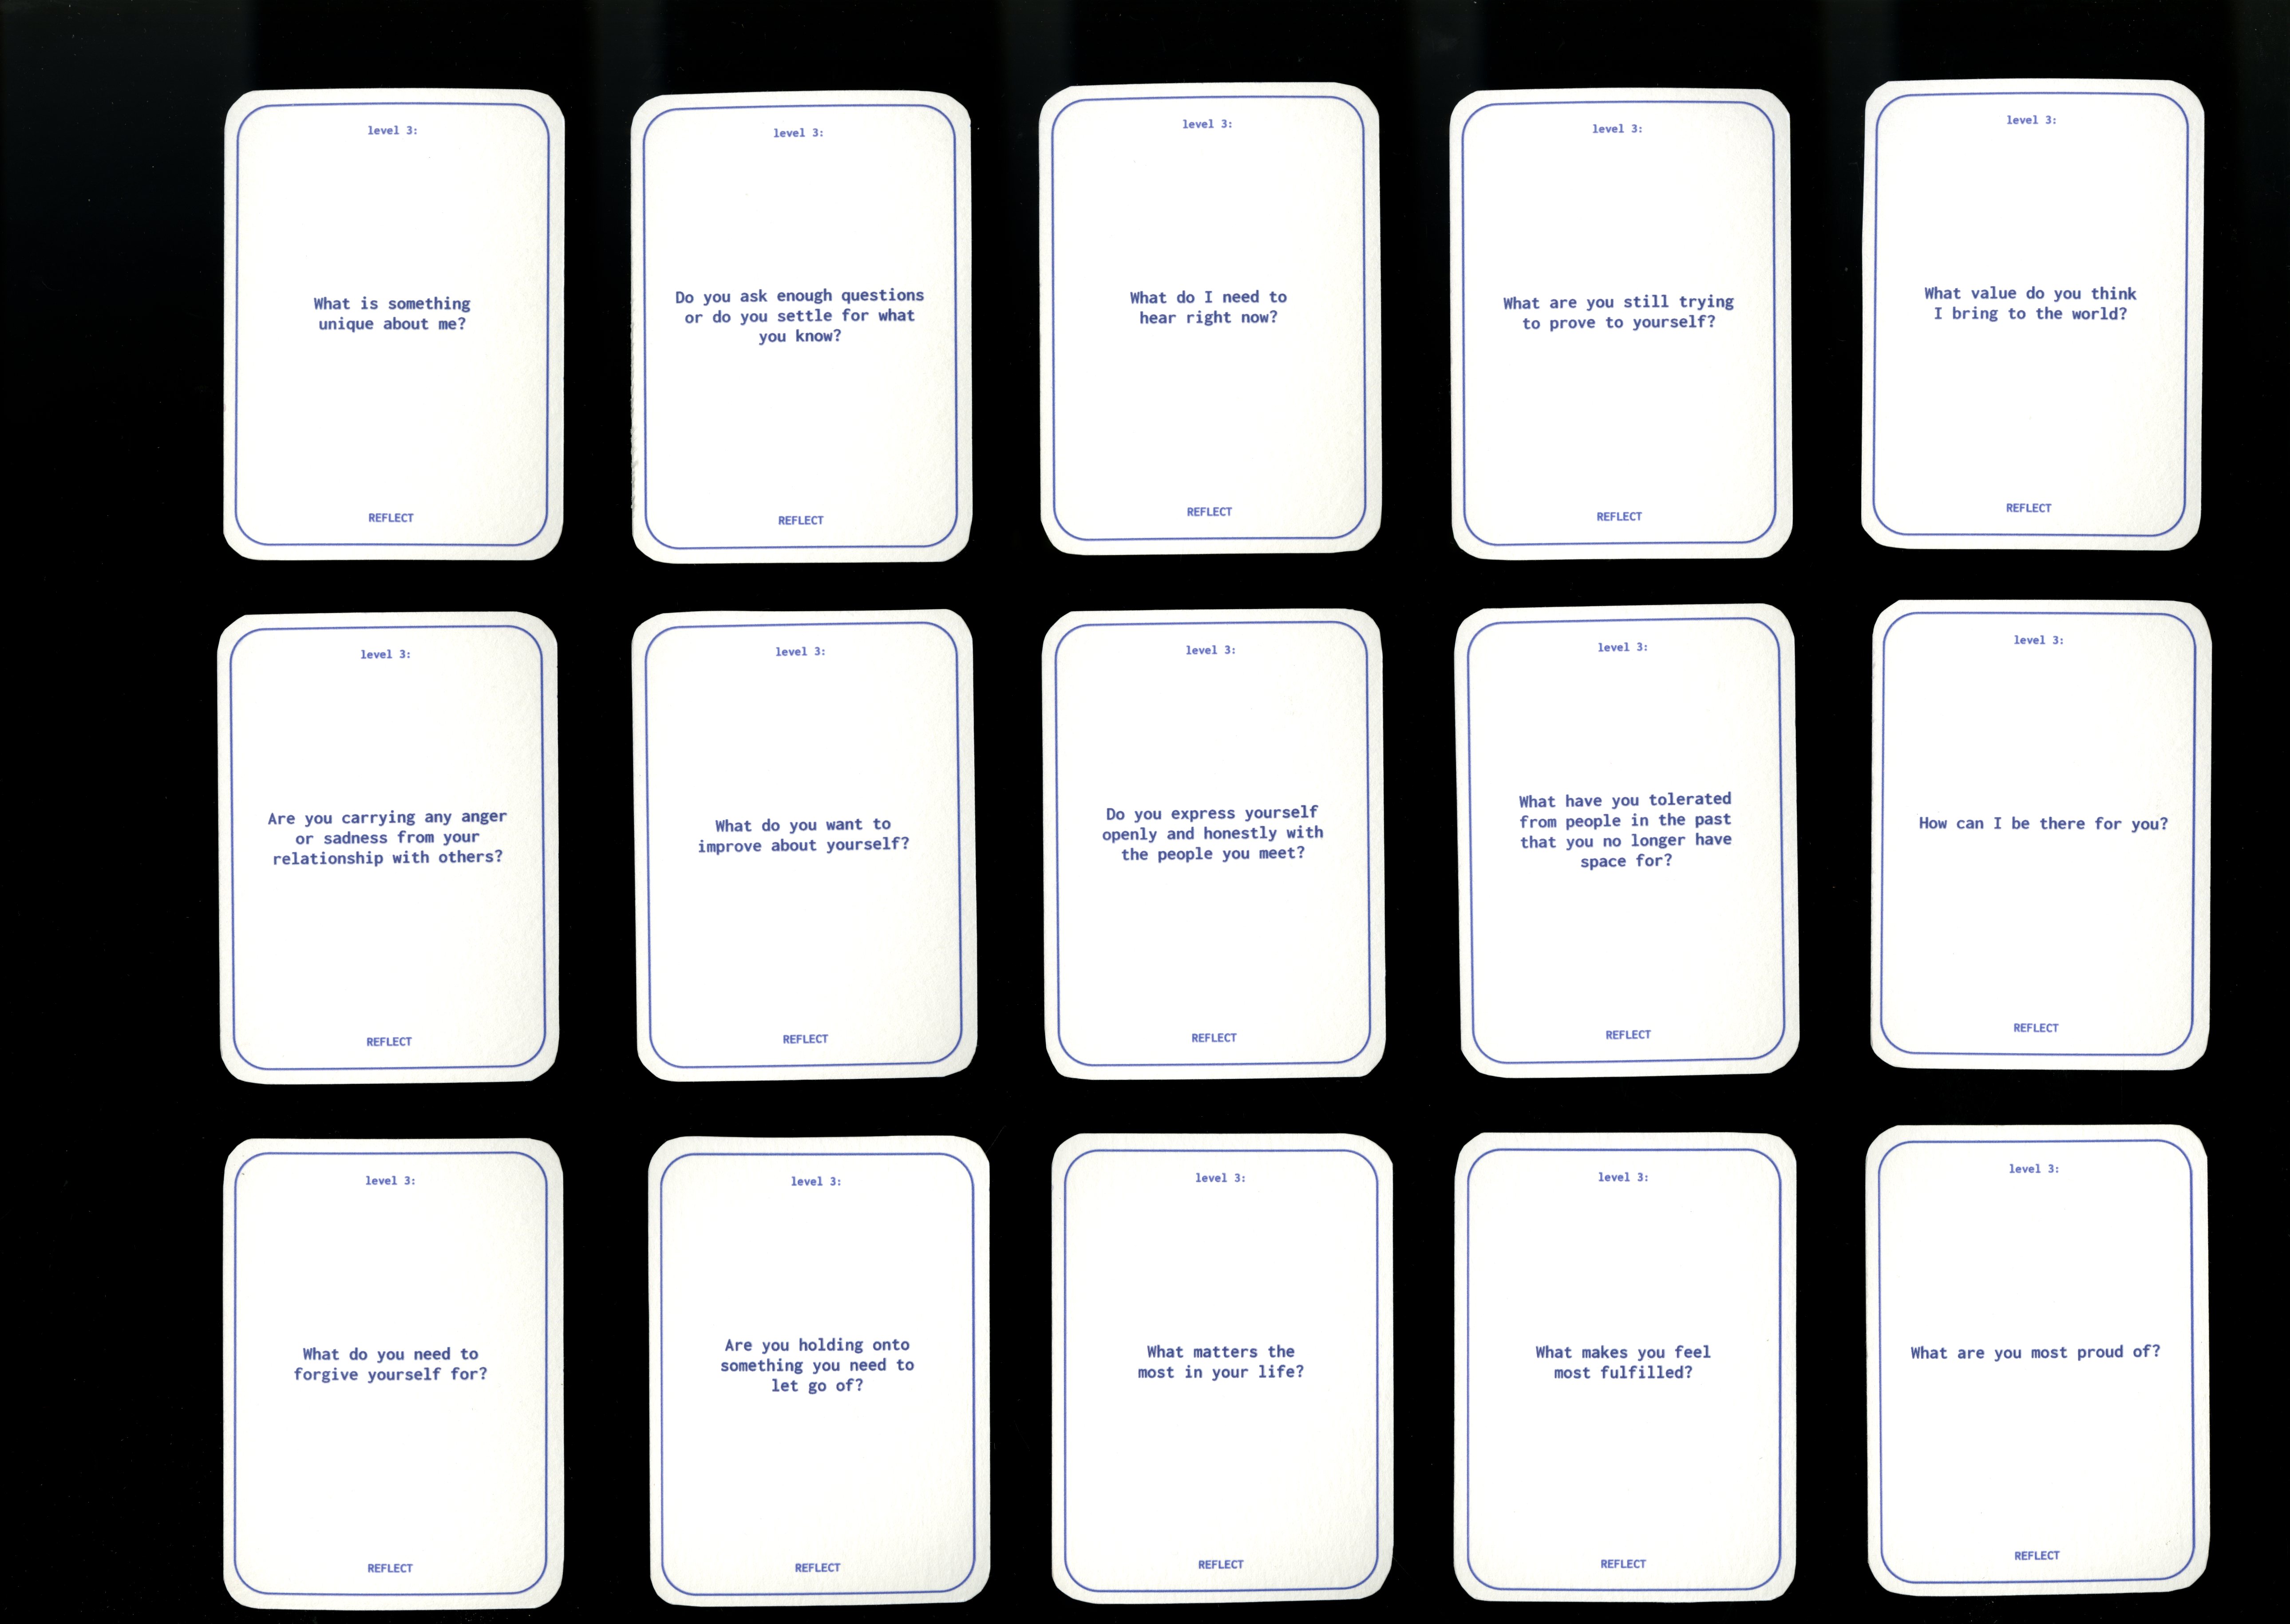 level 3:
What is something
unique about me?
REFLECT
level 3:
Do you ask enough questions
or do you settle for what
you know?
REFLECT
level 3:
What do I need to
hear right now?
REFLECT
level 3:
What are you still trying
to prove to yourself?
REFLECT
level 3:
What value do you think
I bring to the world?
REFLECT
level 3:
Are you carrying any anger
or sadness from your
relationship with others?
REFLECT
level 3:
What do you want to
improve about yourself?
REFLECT
level 3:
Do you express yourself
openly and honestly with
the people you meet?
REFLECT
level 3:
What have you tolerated
from people in the past
that you no longer have
space for?
REFLECT
level 3:
How can I be there for you?
REFLECT
level 3:
What do you need to
forgive yourself for?
REFLECT
level 3:
Are you holding onto
something you need to
let go of?
REFLECT
level 3:
What matters the
most in your life?
REFLECT
level 3:
What makes you feel
most fulfilled?
REFLECT
level 3:
What are you most proud of?
REFLECT